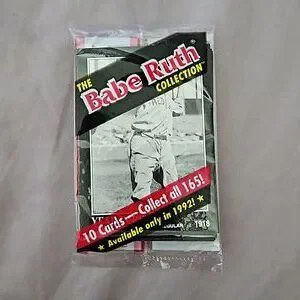 THE
Babe Ruth
COLLECTION
10 Cards—Collect all 165!
★ Available only in 1992! ★
1918